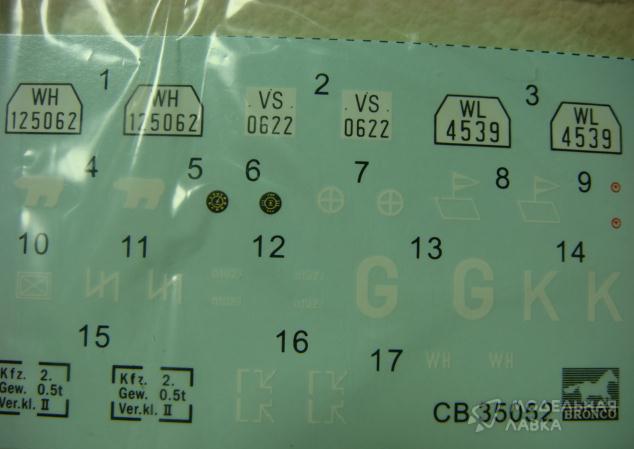 1 2 3
WH
125062
WH
125062
VS
0622
VS
0622
WL
4539
WL
4539
4 5 6 7 8 9
10 11 12 13 14
G G K K
15 16 17
WH WH
Kfz. 2.
Gew. 0.5t
Ver.kl. II
Kfz. 2.
Gew. 0.5t
Ver.kl. II
CB 35052
BRONCO
МОДЕЛЬНАЯ
ЛАВКА